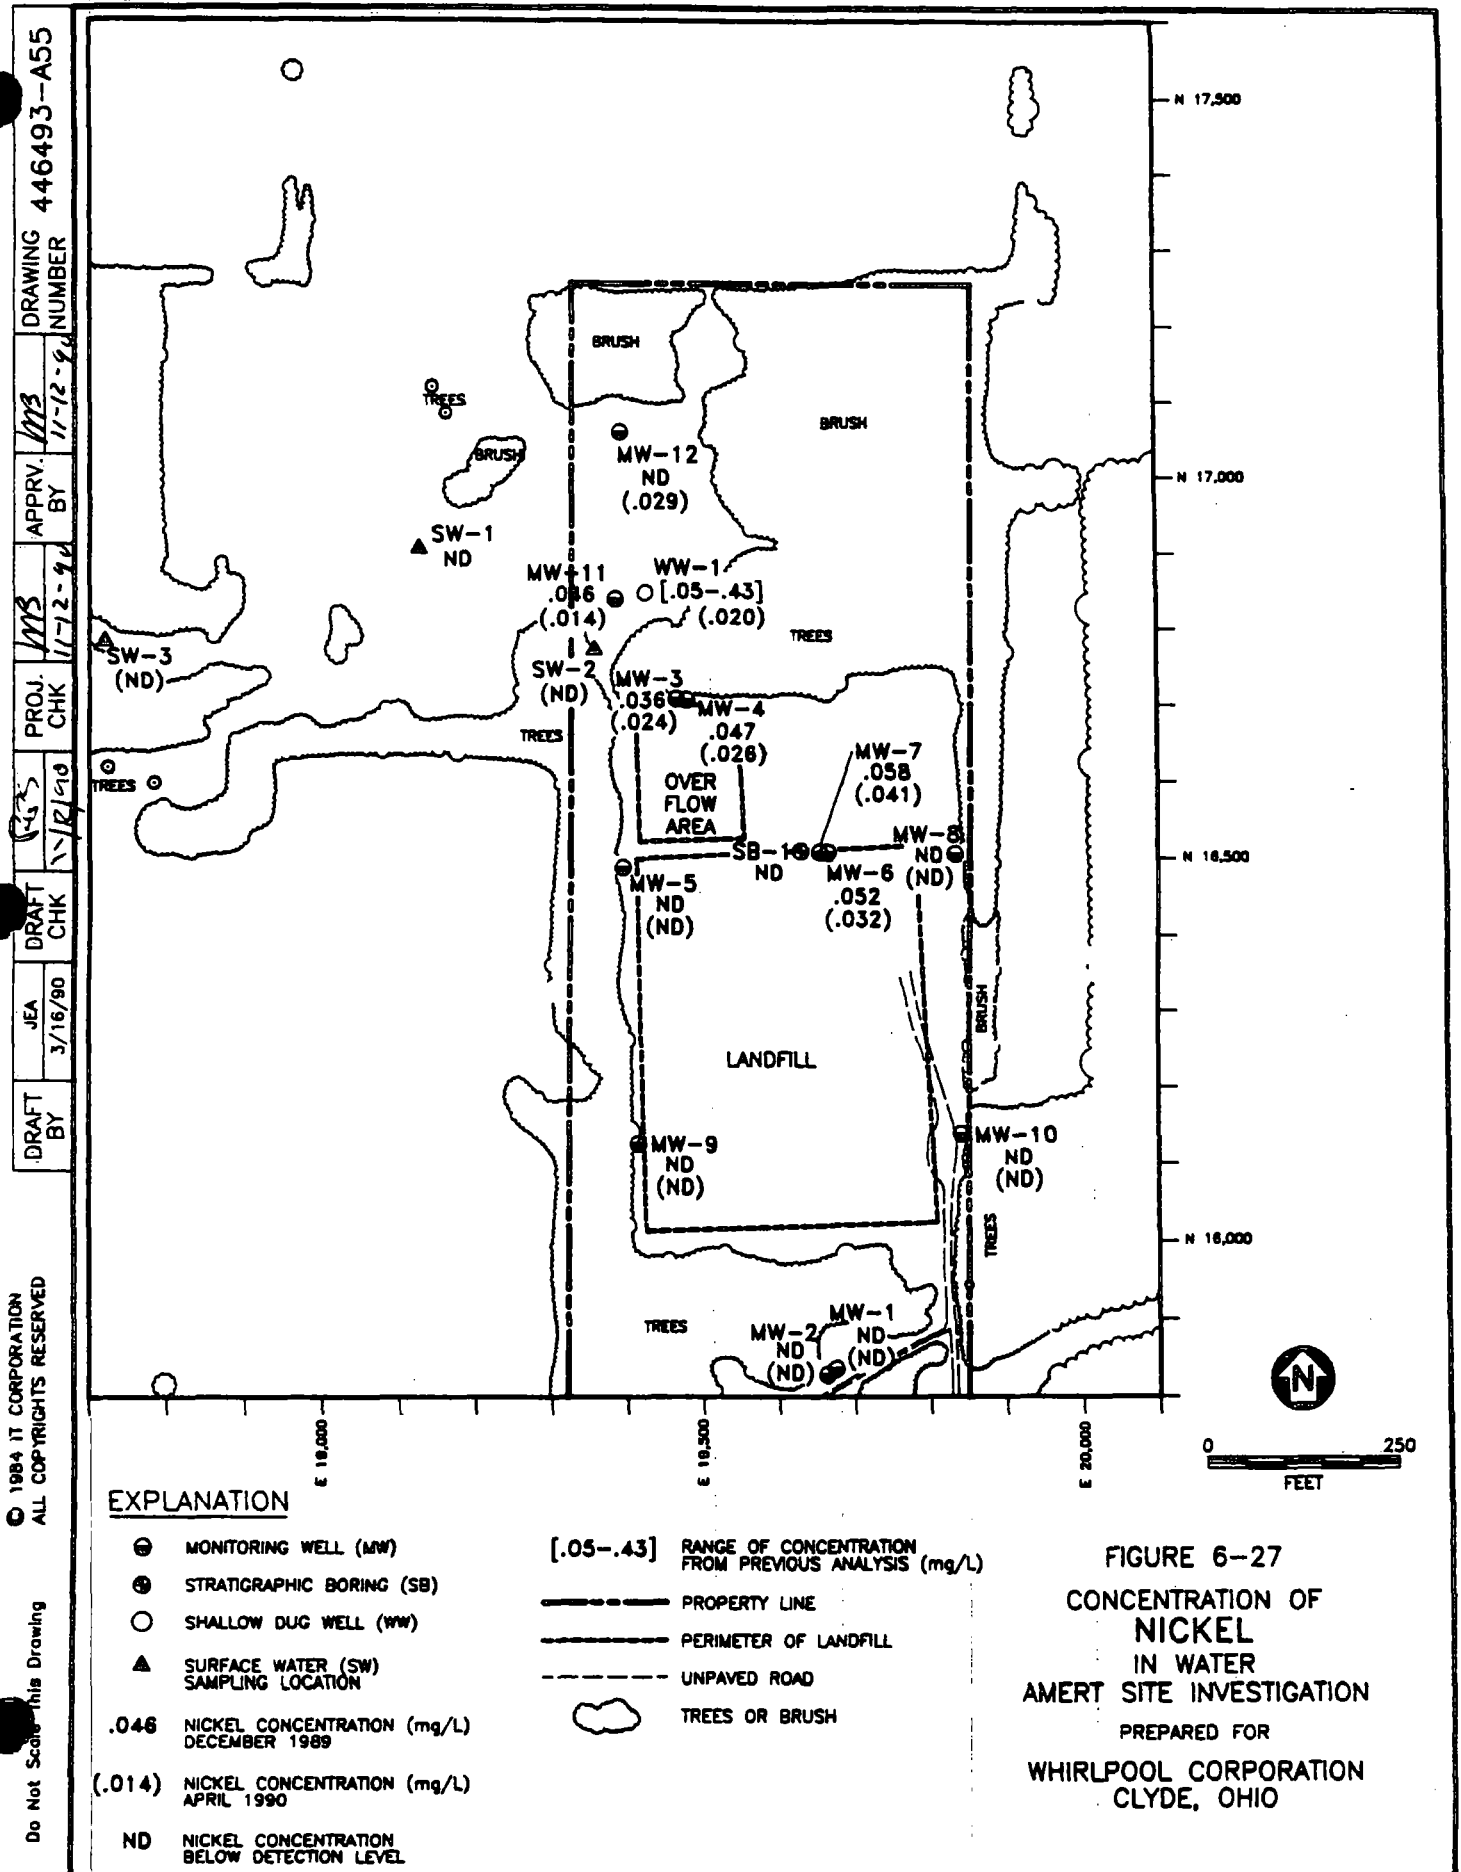 DRAWING NUMBER 446493-A55
APPRV. BY 11-12-90
PROJ. CHK 11-12-90
DRAFT CHK
JEA
3/16/90
DRAFT BY
© 1984 IT CORPORATION
ALL COPYRIGHTS RESERVED
Do Not Scale This Drawing
N 17,500
BRUSH
BRUSH
TREES
BRUSH
MW-12
ND
(.029)
N 17,000
SW-1
ND
MW-11
.046
(.014)
WW-1
[.05-.43]
(.020)
TREES
SW-3
(ND)
SW-2
(ND)
MW-3
.036
(.024)
MW-4
.047
(.026)
TREES
TREES
OVER
FLOW
AREA
MW-7
.058
(.041)
MW-8
ND
(ND)
SB-1
ND
N 16,500
MW-5
ND
(ND)
MW-6
.052
(.032)
BRUSH
LANDFILL
MW-9
ND
(ND)
MW-10
ND
(ND)
TREES
N 16,000
TREES
MW-2
ND
(ND)
MW-1
ND
(ND)
N
E 19,500
E 20,000
0 250
FEET
EXPLANATION
MONITORING WELL (MW)
STRATIGRAPHIC BORING (SB)
SHALLOW DUG WELL (WW)
SURFACE WATER (SW)
SAMPLING LOCATION
.046 NICKEL CONCENTRATION (mg/L)
DECEMBER 1989
(.014) NICKEL CONCENTRATION (mg/L)
APRIL 1990
ND NICKEL CONCENTRATION
BELOW DETECTION LEVEL
[.05-.43] RANGE OF CONCENTRATION
FROM PREVIOUS ANALYSIS (mg/L)
PROPERTY LINE
PERIMETER OF LANDFILL
UNPAVED ROAD
TREES OR BRUSH
FIGURE 6-27
CONCENTRATION OF
NICKEL
IN WATER
AMERT SITE INVESTIGATION
PREPARED FOR
WHIRLPOOL CORPORATION
CLYDE, OHIO